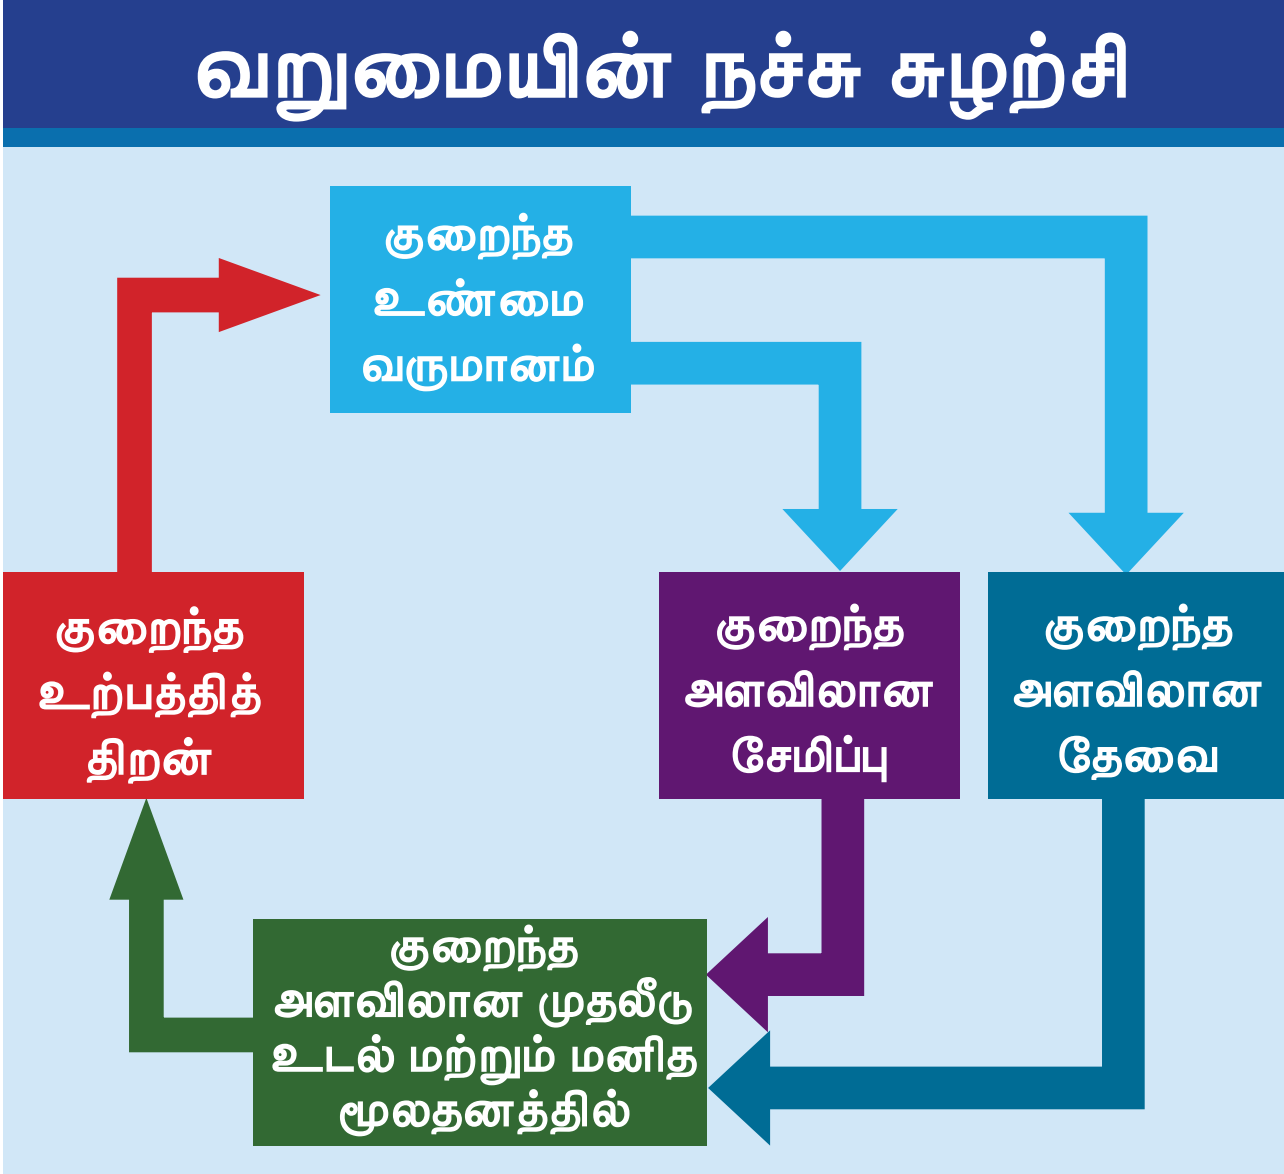 வறுமையின் நச்சு சுழற்சி
குறைந்த
உண்மை
வருமானம்
குறைந்த
உற்பத்தித்
திறன்
குறைந்த
அளவிலான
சேமிப்பு
குறைந்த
அளவிலான
தேவை
குறைந்த
அளவிலான முதலீடு
உடல் மற்றும் மனித
மூலதனத்தில்